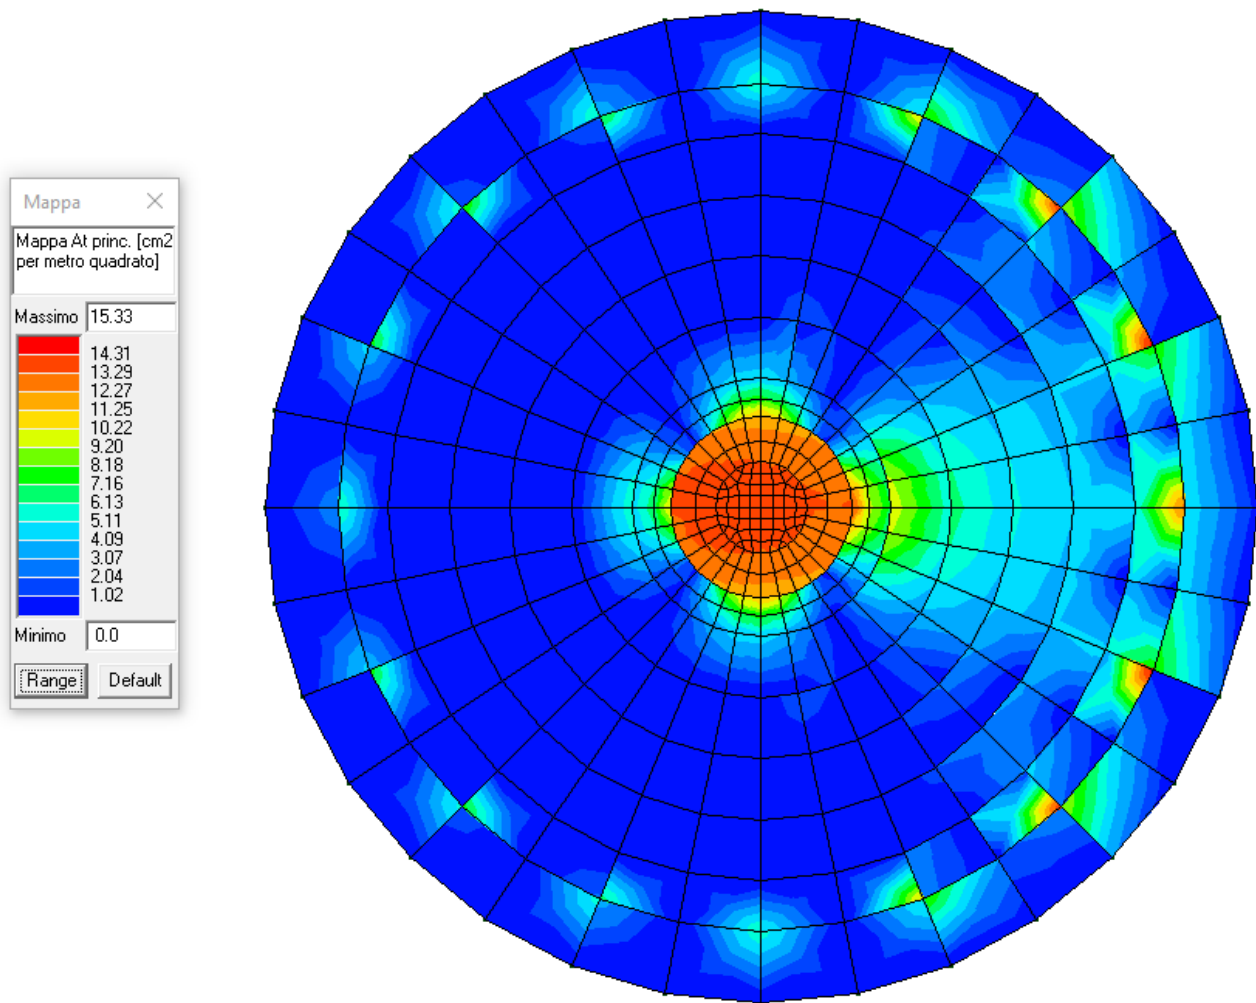 Mappa
Mappa At princ. [cm2
per metro quadrato]
Massimo 15.33
14.31
13.29
12.27
11.25
10.22
9.20
8.18
7.16
6.13
5.11
4.09
3.07
2.04
1.02
Minimo 0.0
Range Default